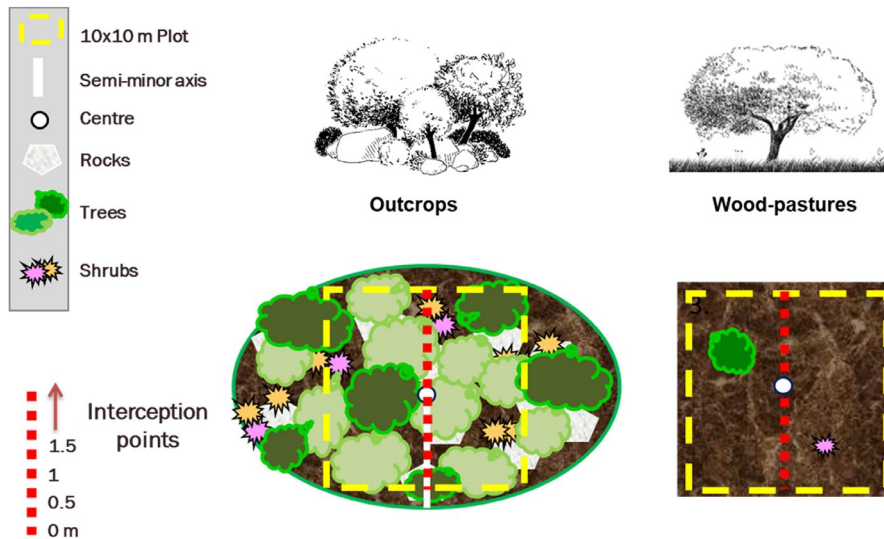 10x10 m Plot
Semi-minor axis
Centre
Rocks
Trees
Shrubs
Outcrops
Wood-pastures
3.
Interception
points
1.5
1
0.5
0 m